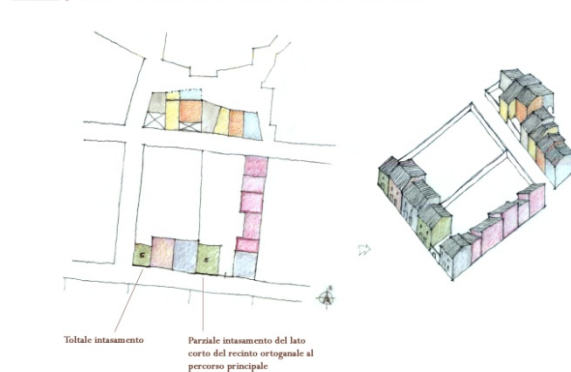 Toltale intasamento
Parziale intasamento del lato
corto del recinto ortoganale al
percorso principale